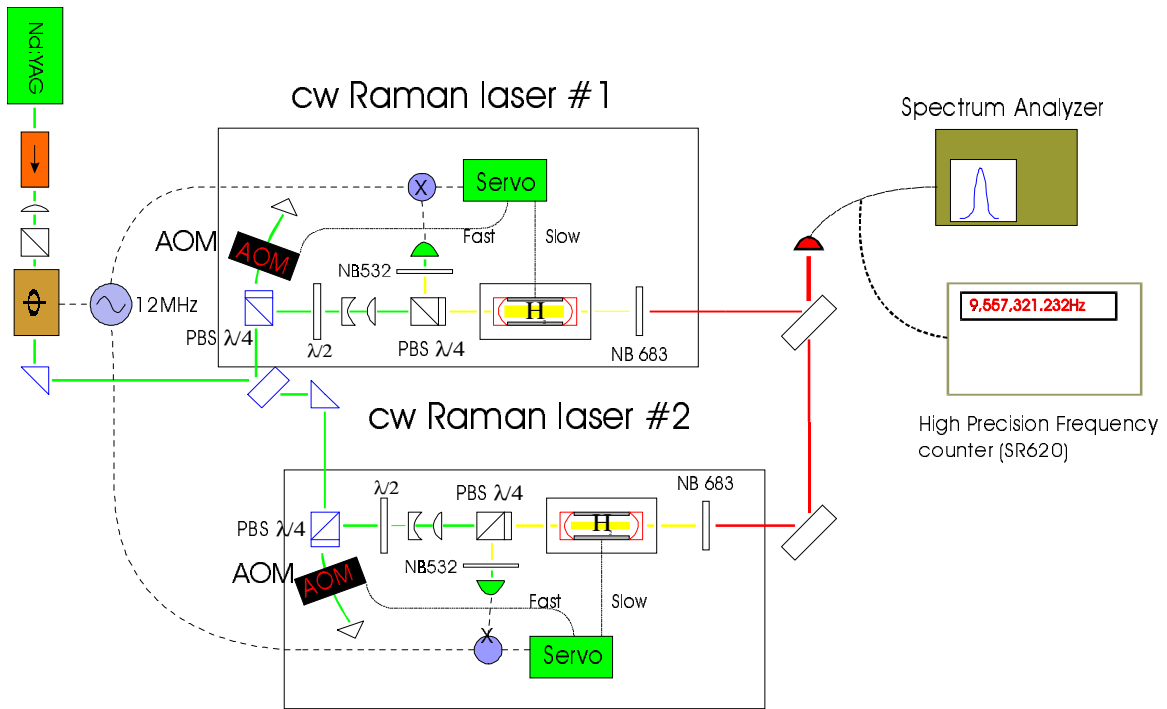 Nd:YAG
Φ
12MHz
cw Raman laser #1
X
Servo
AOM
AOM
Fast
Slow
NB532
PBS λ/4
λ/2
PBS λ/4
H2
NB 683
Spectrum Analyzer
9,557,321.232Hz
High Precision Frequency
counter (SR620)
cw Raman laser #2
λ/2
PBS λ/4
NB 683
PBS λ/4
H2
AOM
AOM
NB532
Fast
Slow
X
Servo